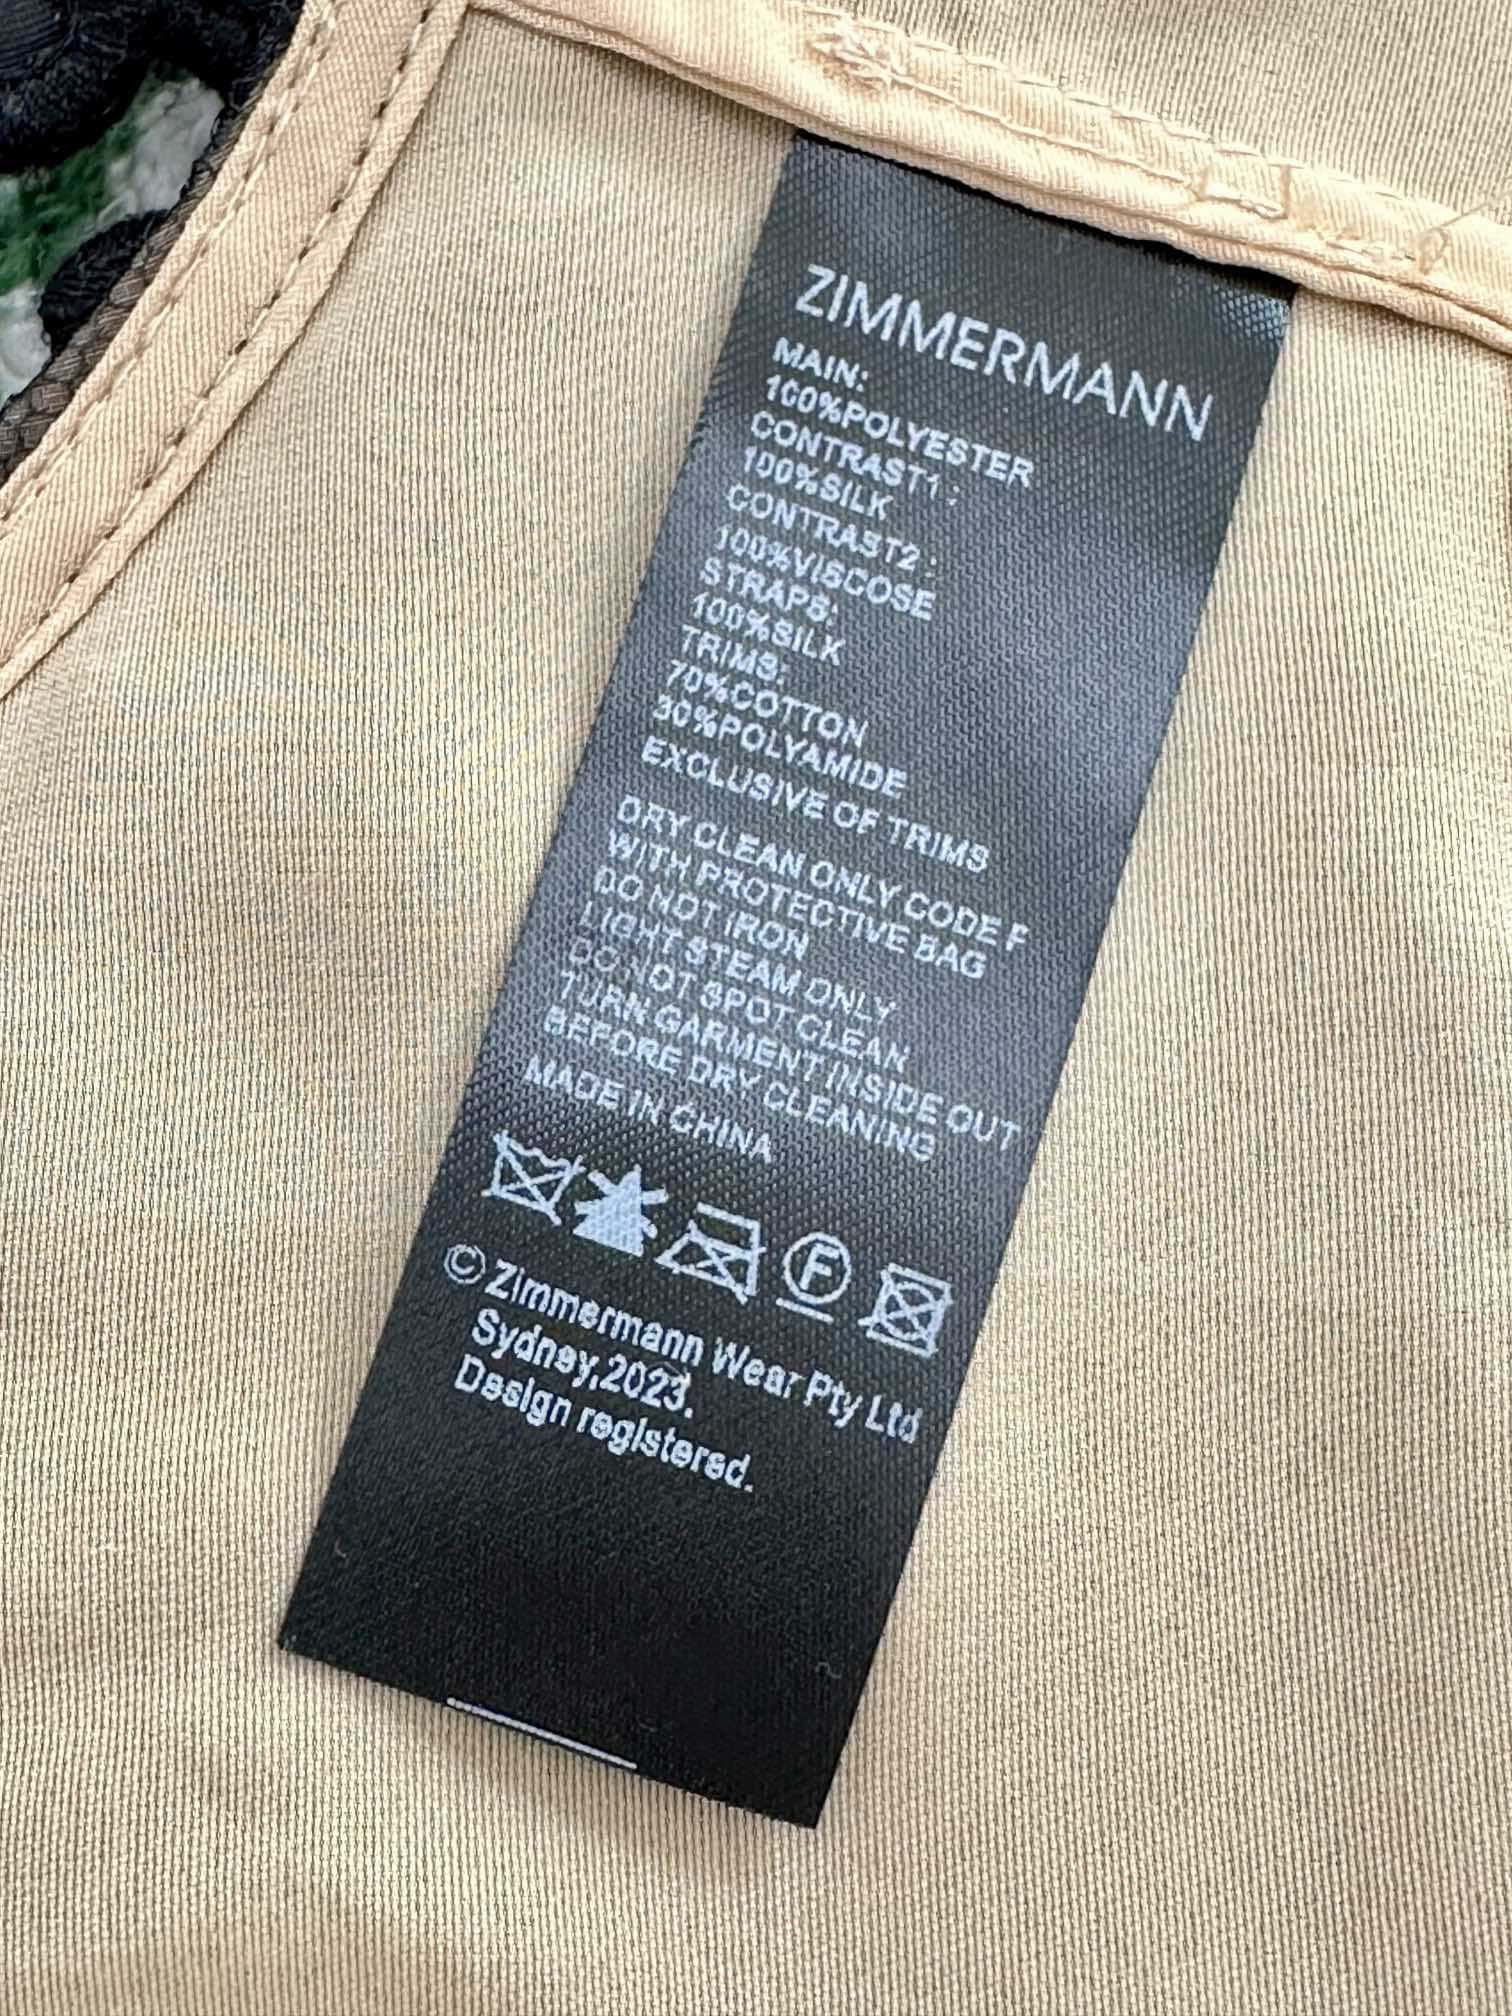 ZIMMERMANN
MAIN:
100%POLYESTER
CONTRAST1 :
100%SILK
CONTRAST2 :
100%VISCOSE
STRAPS:
100%SILK
TRIMS:
70%COTTON
30%POLYAMIDE
EXCLUSIVE OF TRIMS
DRY CLEAN ONLY CODE F
WITH PROTECTIVE BAG
DO NOT IRON
LIGHT STEAM ONLY
DO NOT SPOT CLEAN
TURN GARMENT INSIDE OUT
BEFORE DRY CLEANING
MADE IN CHINA
F
© Zimmermann Wear Pty Ltd
Sydney,2023.
Design registered.